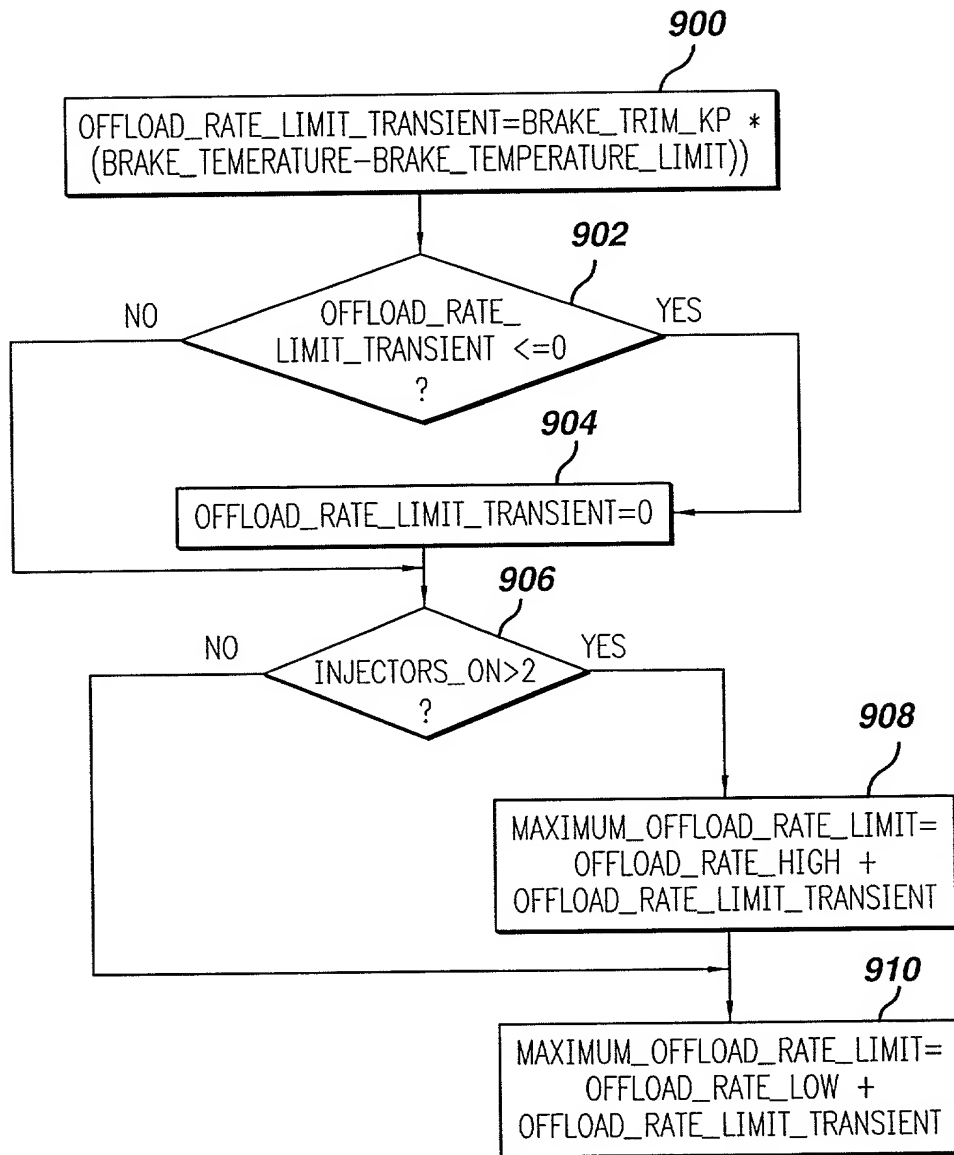 900
OFFLOAD_RATE_LIMIT_TRANSIENT=BRAKE_TRIM_KP *
(BRAKE_TEMERATURE-BRAKE_TEMPERATURE_LIMIT))
902
NO
YES
OFFLOAD_RATE_
LIMIT_TRANSIENT <=0
?
904
OFFLOAD_RATE_LIMIT_TRANSIENT=0
906
NO
YES
INJECTORS_ON>2
?
908
MAXIMUM_OFFLOAD_RATE_LIMIT=
OFFLOAD_RATE_HIGH +
OFFLOAD_RATE_LIMIT_TRANSIENT
910
MAXIMUM_OFFLOAD_RATE_LIMIT=
OFFLOAD_RATE_LOW +
OFFLOAD_RATE_LIMIT_TRANSIENT